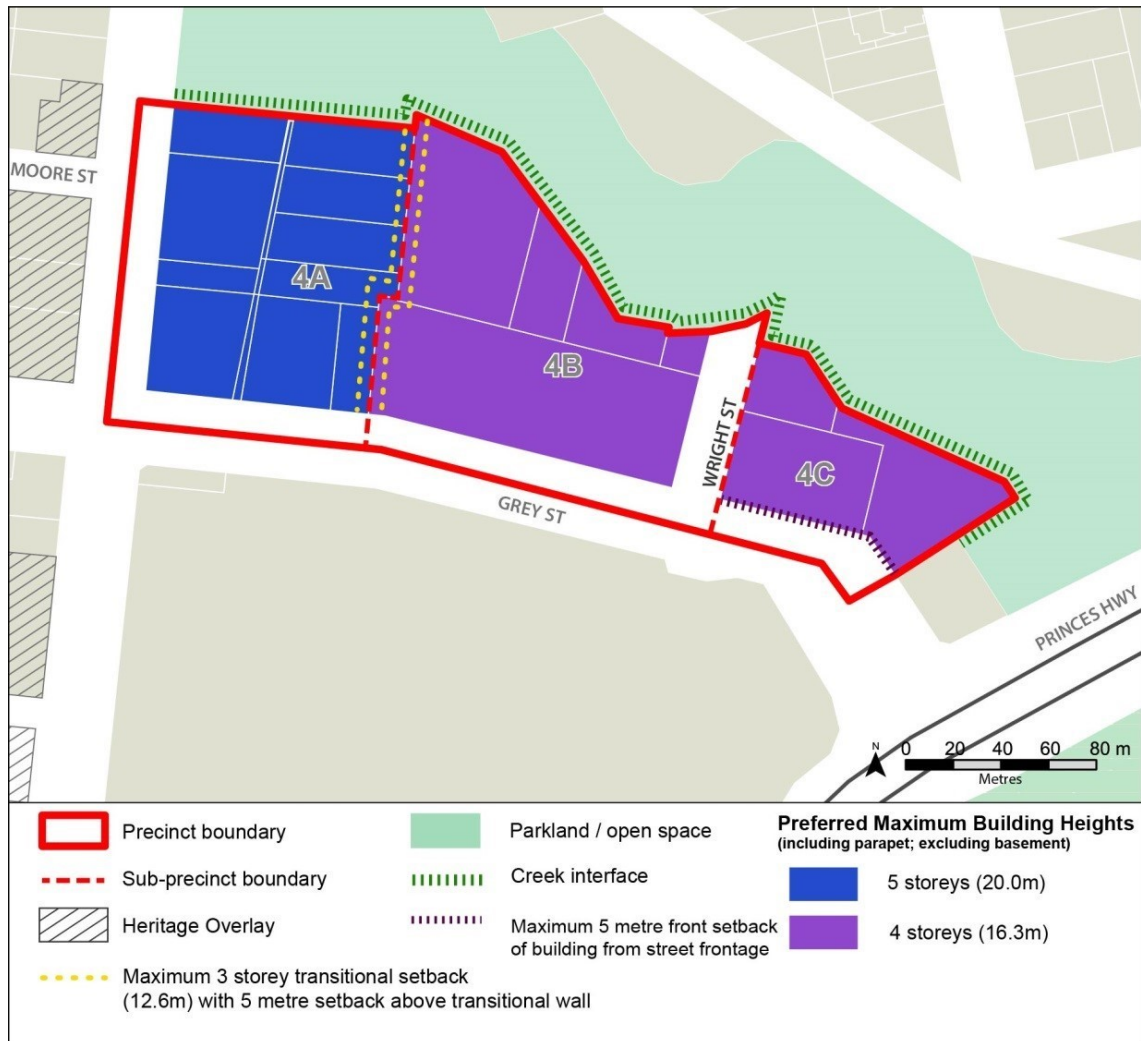 MOORE ST
4A
4B
WRIGHT ST
4C
GREY ST
PRINCES HWY
N
0 20 40 60 80 m
Metres
Precinct boundary
Sub-precinct boundary
Heritage Overlay
Maximum 3 storey transitional setback
(12.6m) with 5 metre setback above transitional wall
Parkland / open space
Creek interface
Maximum 5 metre front setback
of building from street frontage
Preferred Maximum Building Heights
(including parapet; excluding basement)
5 storeys (20.0m)
4 storeys (16.3m)